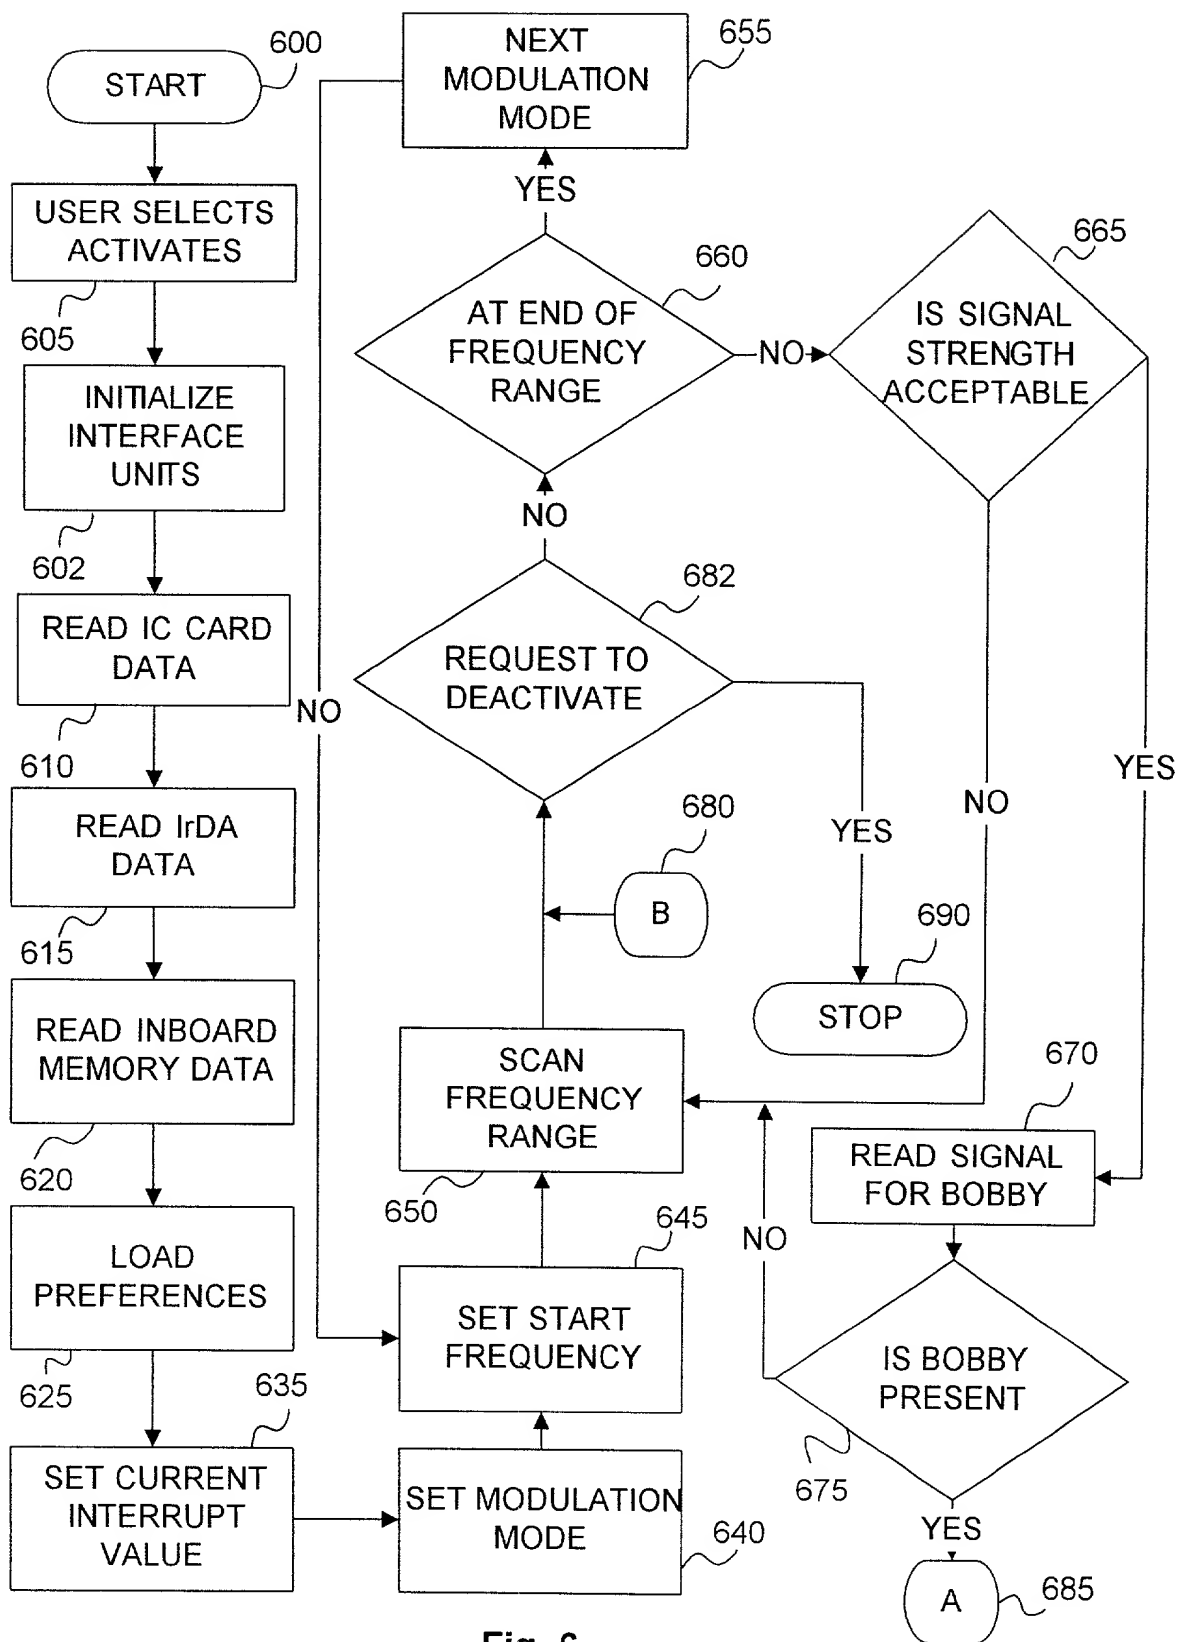 600
START
USER SELECTS
ACTIVATES
605
INITIALIZE
INTERFACE
UNITS
602
READ IC CARD
DATA
610
READ IrDA
DATA
615
READ INBOARD
MEMORY DATA
620
LOAD
PREFERENCES
625
635
SET CURRENT
INTERRUPT
VALUE
NEXT
MODULATION
MODE
655
YES
660
AT END OF
FREQUENCY
RANGE
NO
NO
682
REQUEST TO
DEACTIVATE
NO
680
B
YES
690
STOP
SCAN
FREQUENCY
RANGE
650
645
SET START
FREQUENCY
SET MODULATION
MODE
640
665
IS SIGNAL
STRENGTH
ACCEPTABLE
YES
NO
670
READ SIGNAL
FOR BOBBY
NO
IS BOBBY
PRESENT
675
YES
A
685
Fig. 6